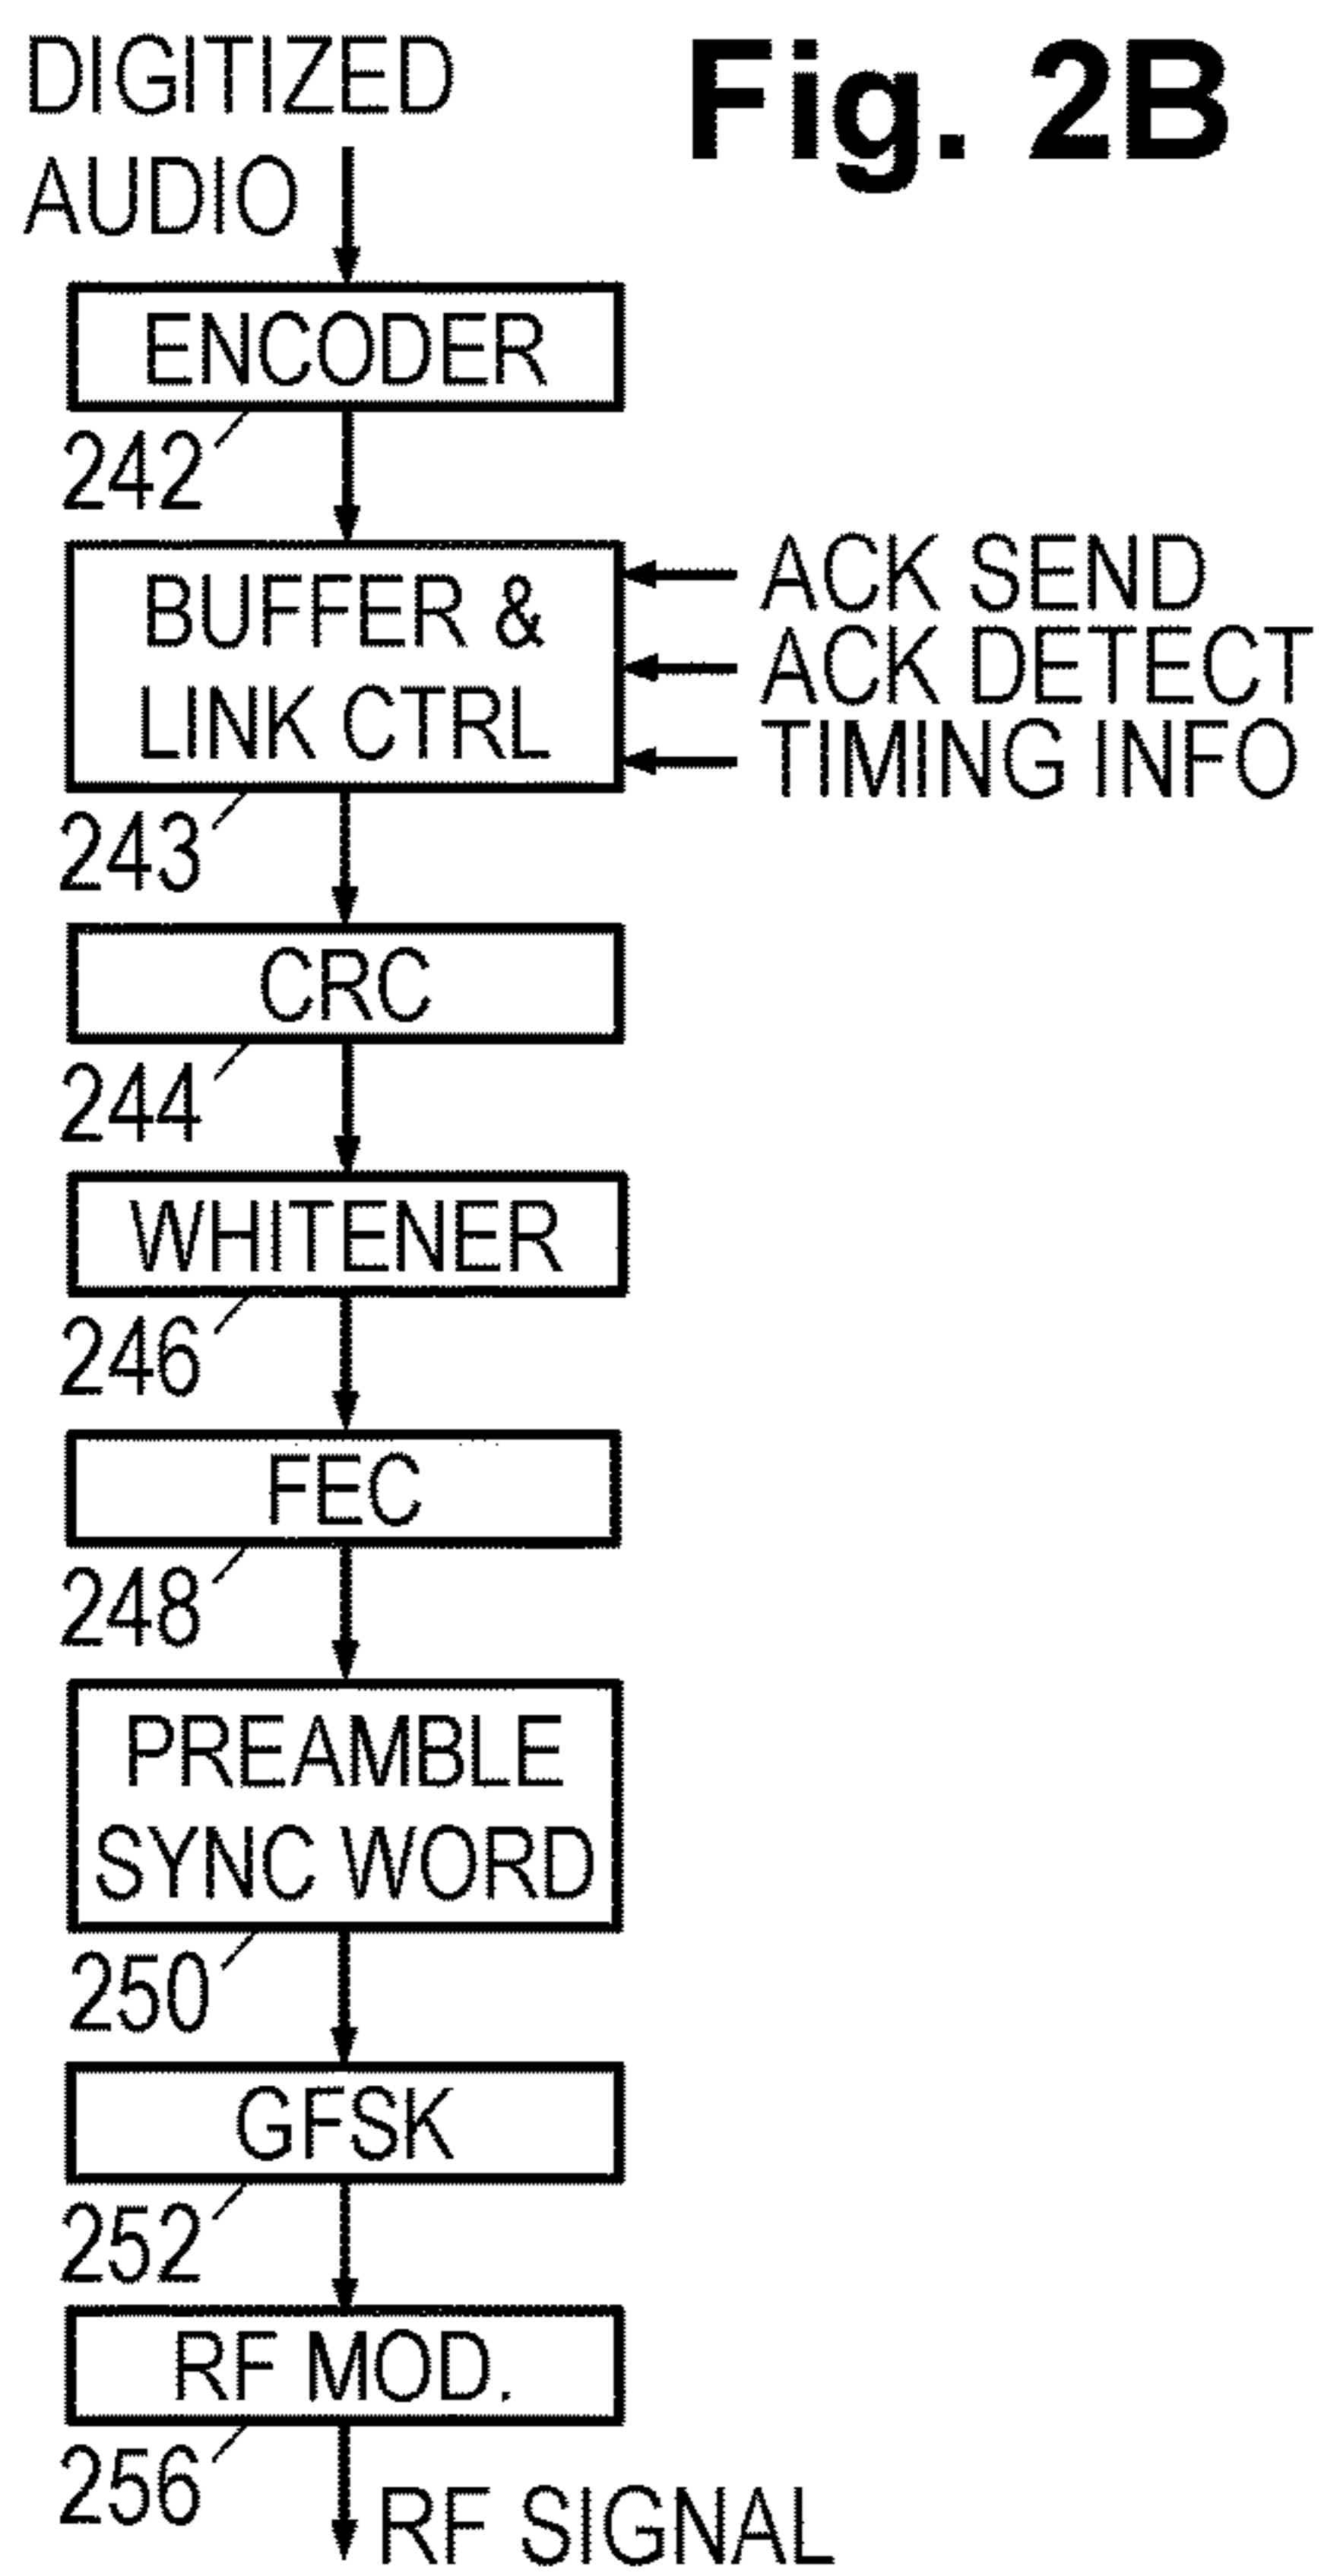 Fig. 2B
DIGITIZED
AUDIO
ENCODER
242
BUFFER &
LINK CTRL
ACK SEND
ACK DETECT
TIMING INFO
243
CRC
244
WHITENER
246
FEC
248
PREAMBLE
SYNC WORD
250
GFSK
252
RF MOD.
256
RF SIGNAL